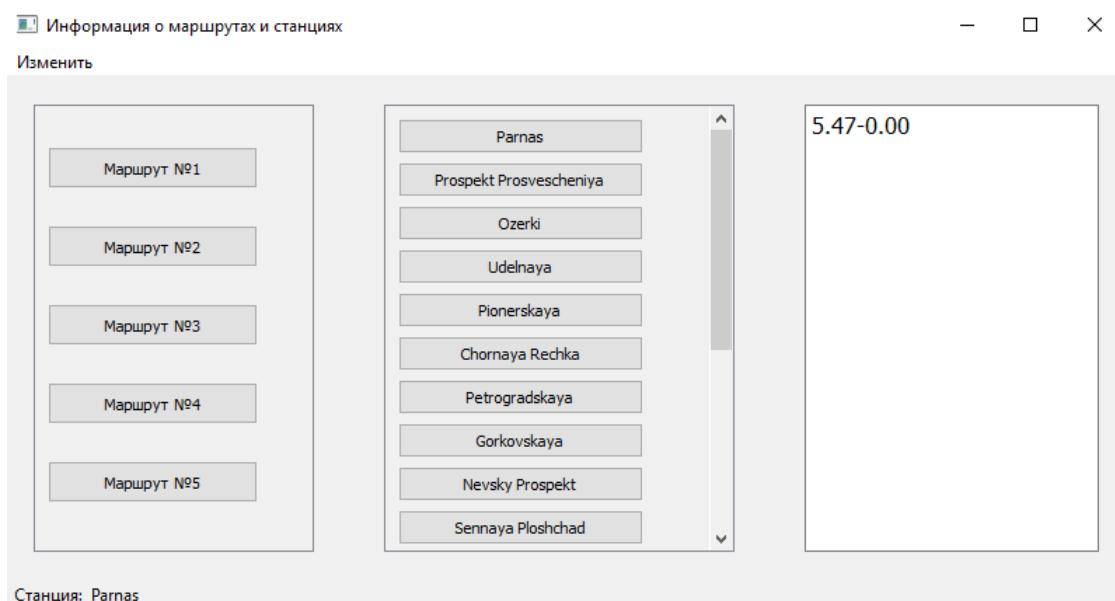 Информация о маршрутах и станциях
Изменить
Маршрут №1
Маршрут №2
Маршрут №3
Маршрут №4
Маршрут №5
Parnas
Prospekt Prosvescheniya
Ozerki
Udelnaya
Pionerskaya
Chornaya Rechka
Petrogradskaya
Gorkovskaya
Nevsky Prospekt
Sennaya Ploshchad
5.47-0.00
Станция: Parnas